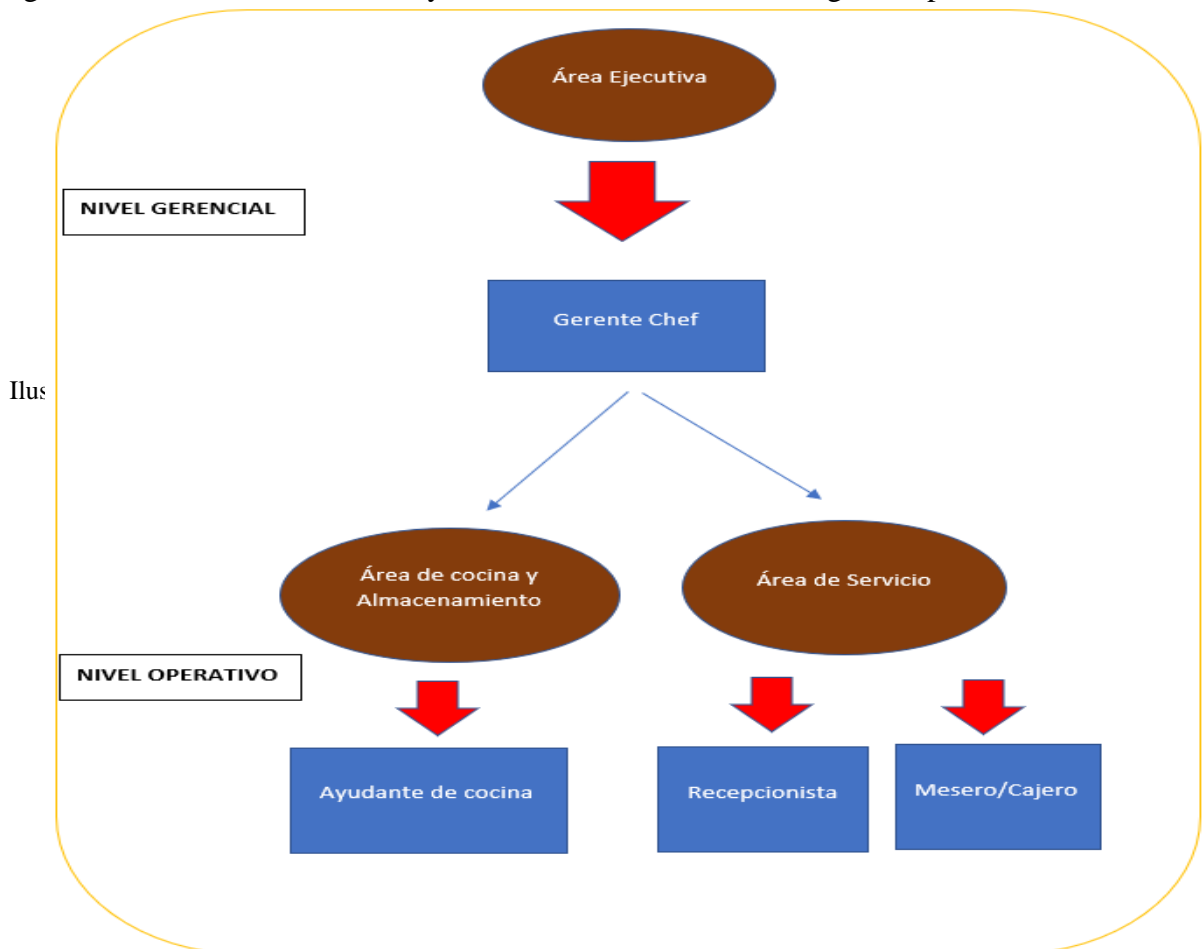 Área Ejecutiva
NIVEL GERENCIAL
Gerente Chef
Ilus
Área de cocina y
Almacenamiento
Área de Servicio
NIVEL OPERATIVO
Ayudante de cocina
Recepcionista
Mesero/Cajero